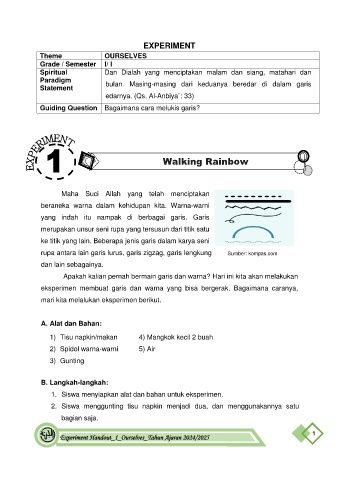 EXPERIMENT
Theme OURSELVES
Grade / Semester I/ I
Spiritual Paradigm Statement
Dan Dialah yang menciptakan malam dan siang, matahari dan
bulan. Masing-masing dari keduanya beredar di dalam garis
edarnya. (Qs. Al-Anbiya`: 33)
Guiding Question Bagaimana cara melukis garis?
EXPERIMENT
1
Walking Rainbow
Maha Suci Allah yang telah menciptakan
beraneka warna dalam kehidupan kita. Warna-warni
yang indah itu nampak di berbagai garis. Garis
merupakan unsur seni rupa yang tersusun dari titik satu
ke titik yang lain. Beberapa jenis garis dalam karya seni
rupa antara lain garis lurus, garis zigzag, garis lengkung
Sumber: kompas.com
dan lain sebagainya.
Apakah kalian pernah bermain garis dan warna? Hari ini kita akan melakukan
eksperimen membuat garis dan warna yang bisa bergerak. Bagaimana caranya,
mari kita melalukan eksperimen berikut.
A. Alat dan Bahan:
1) Tisu napkin/makan 4) Mangkok kecil 2 buah
2) Spidol warna-warni 5) Air
3) Gunting
B. Langkah-langkah:
1. Siswa menyiapkan alat dan bahan untuk eksperimen.
2. Siswa menggunting tisu napkin menjadi dua, dan menggunakannya satu
bagian saja.
Experiment Handout_1_Ourselves_Tahun Ajaran 2024/2025
1